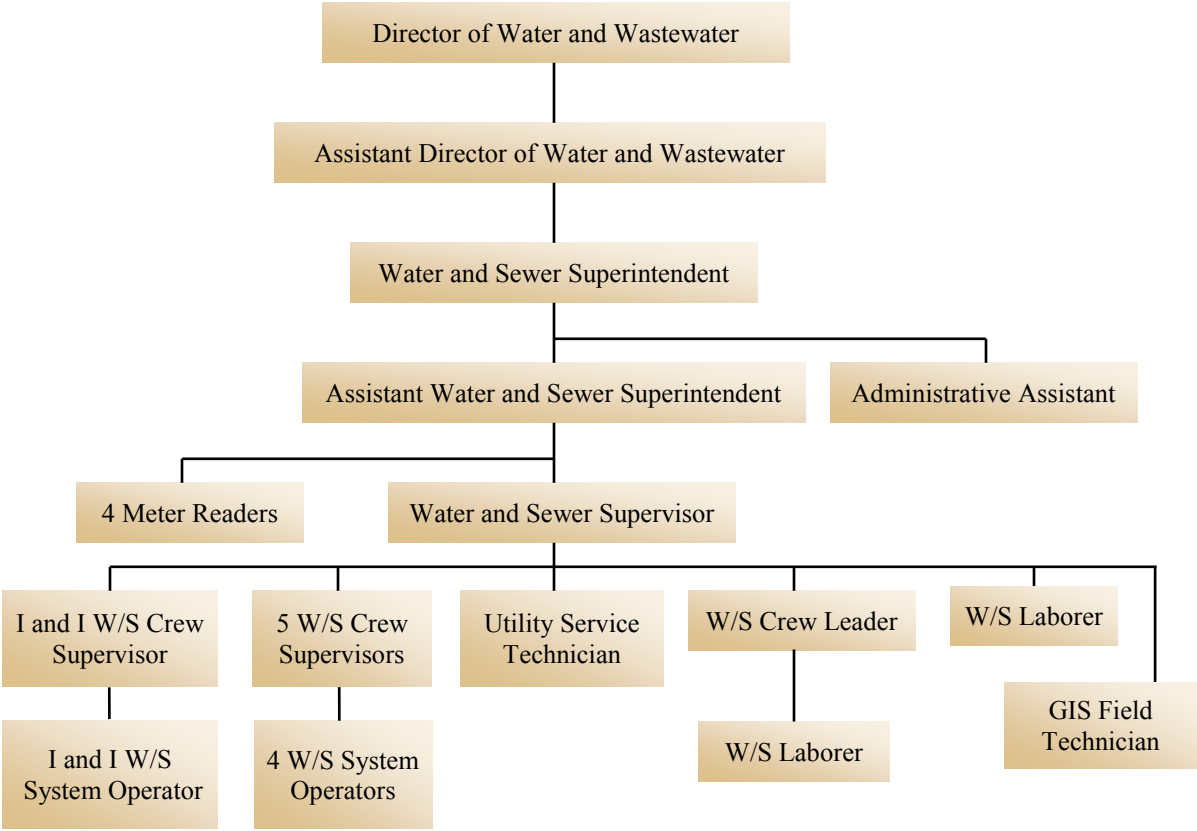 Director of Water and Wastewater
Assistant Director of Water and Wastewater
Water and Sewer Superintendent
Assistant Water and Sewer Superintendent
Administrative Assistant
4 Meter Readers
Water and Sewer Supervisor
I and I W/S Crew
Supervisor
5 W/S Crew
Supervisors
Utility Service
Technician
W/S Crew Leader
W/S Laborer
I and I W/S
System Operator
4 W/S System
Operators
W/S Laborer
GIS Field
Technician